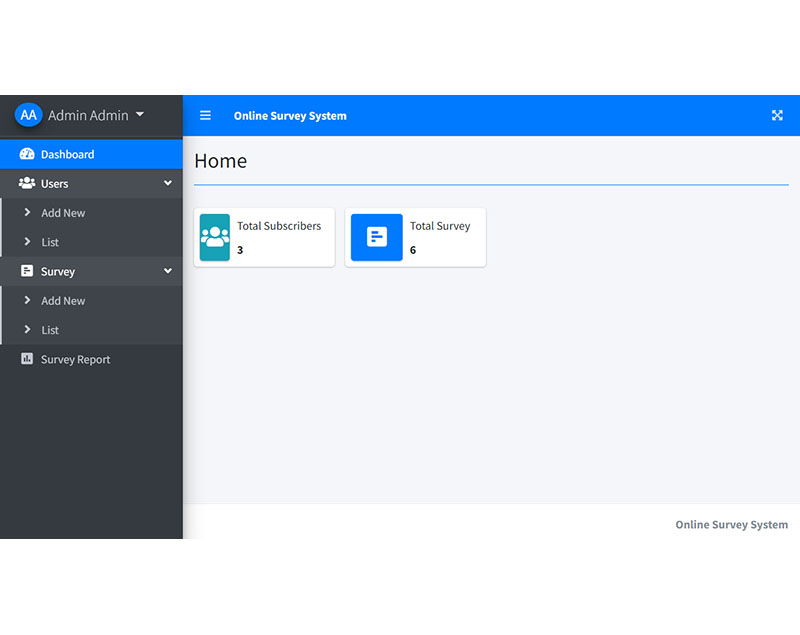 AA Admin Admin
Online Survey System
Dashboard
Users
Add New
List
Survey
Add New
List
Survey Report
Home
Total Subscribers
3
Total Survey
6
Online Survey System